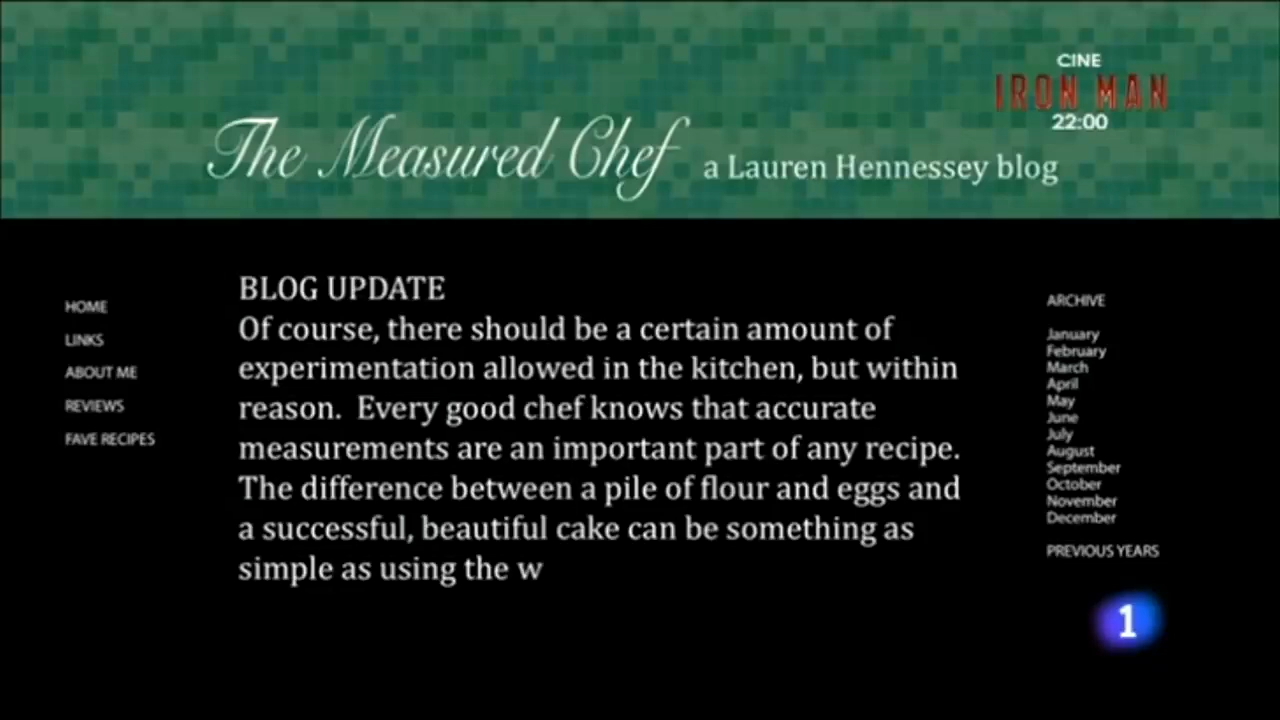 CINE
IRON MAN
22:00
The Measured Chef a Lauren Hennessey blog
HOME
LINKS
ABOUT ME
REVIEWS
FAVE RECIPES
BLOG UPDATE
Of course, there should be a certain amount of
experimentation allowed in the kitchen, but within
reason.  Every good chef knows that accurate
measurements are an important part of any recipe.
The difference between a pile of flour and eggs and
a successful, beautiful cake can be something as
simple as using the w
ARCHIVE
January
February
March
April
May
June
July
August
September
October
November
December
PREVIOUS YEARS
1